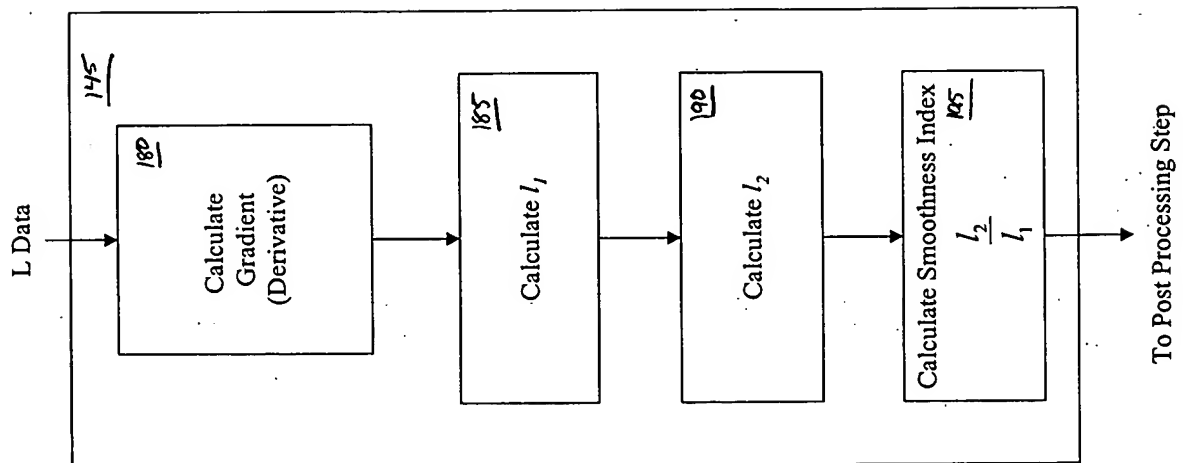 L Data
145
180
Calculate
Gradient
(Derivative)
185
Calculate l₁
190
Calculate l₂
Calculate Smoothness Index
l₂
l₁
To Post Processing Step